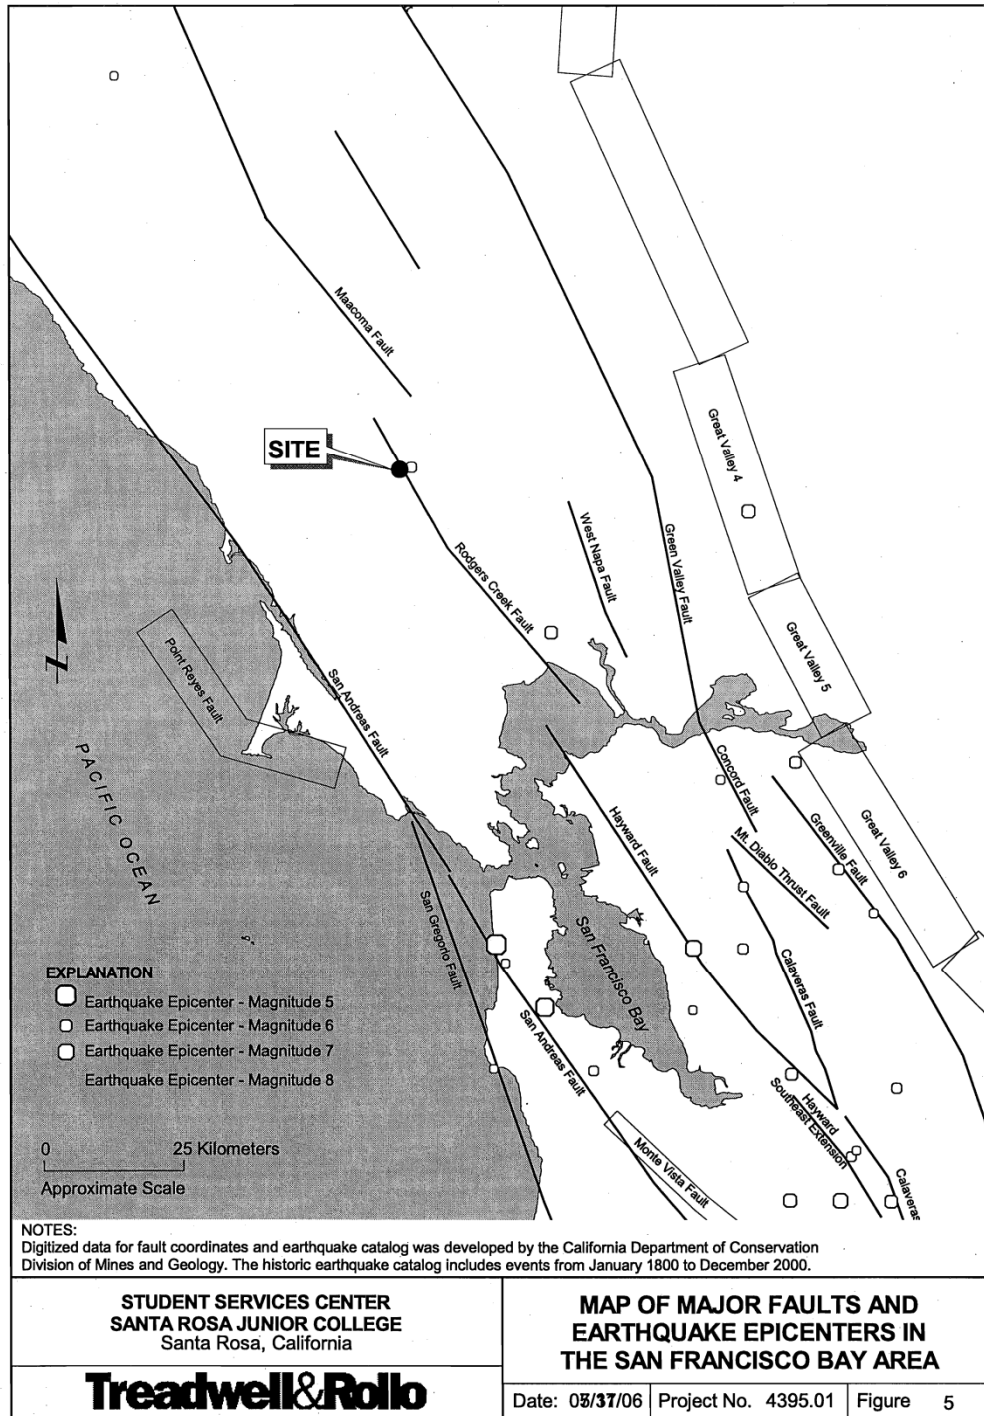 SITE
Maacoma Fault
Great Valley 4
West Napa Fault
Green Valley Fault
Rodgers Creek Fault
Great Valley 5
Point Reyes Fault
San Andreas Fault
PACIFIC OCEAN
Concord Fault
Greenville Fault
Great Valley 6
Hayward Fault
Mt. Diablo Thrust Fault
San Gregorio Fault
San Francisco Bay
Calaveras Fault
San Andreas Fault
Hayward
Southeast Extension
Monte Vista Fault
Calaveras
EXPLANATION
Earthquake Epicenter - Magnitude 5
Earthquake Epicenter - Magnitude 6
Earthquake Epicenter - Magnitude 7
Earthquake Epicenter - Magnitude 8
0 25 Kilometers
Approximate Scale
NOTES:
Digitized data for fault coordinates and earthquake catalog was developed by the California Department of Conservation
Division of Mines and Geology. The historic earthquake catalog includes events from January 1800 to December 2000.
STUDENT SERVICES CENTER
SANTA ROSA JUNIOR COLLEGE
Santa Rosa, California
Treadwell&Rollo
MAP OF MAJOR FAULTS AND
EARTHQUAKE EPICENTERS IN
THE SAN FRANCISCO BAY AREA
Date: Project No. 4395.01 Figure 5